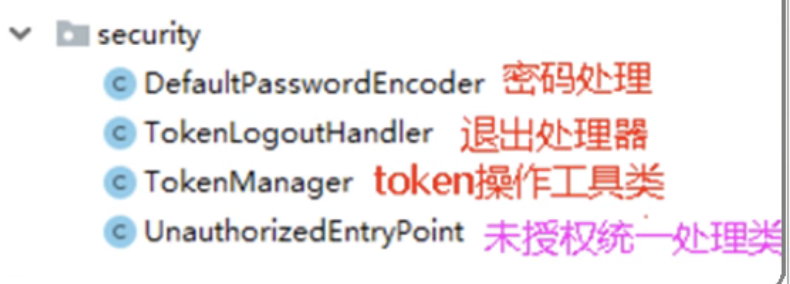 security
C DefaultPasswordEncoder 密码处理
C TokenLogoutHandler 退出处理器
C TokenManager token操作工具类
C UnauthorizedEntryPoint 未授权统一处理类